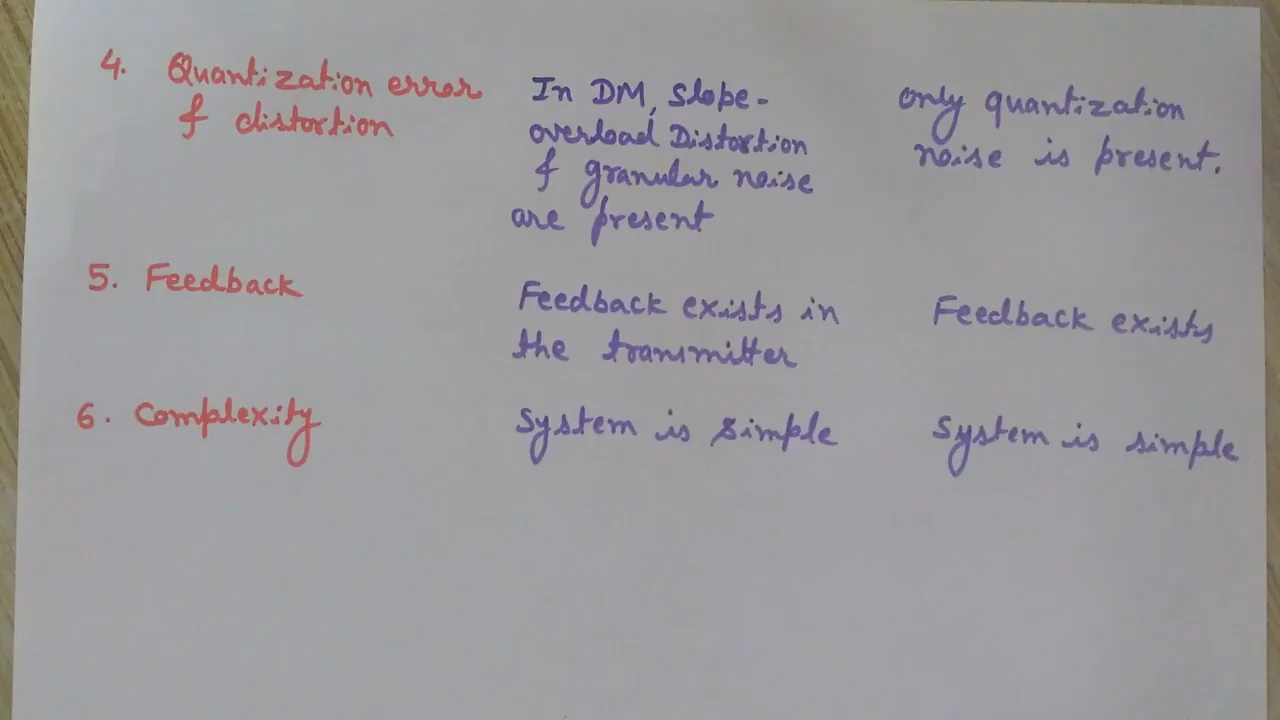 4. Quantization error
& distortion
In DM, Slope-
overload Distortion
& granular noise
are present
only quantization
noise is present.
5. Feedback
Feedback exists in
the transmitter
Feedback exists
6. Complexity
System is simple
System is simple